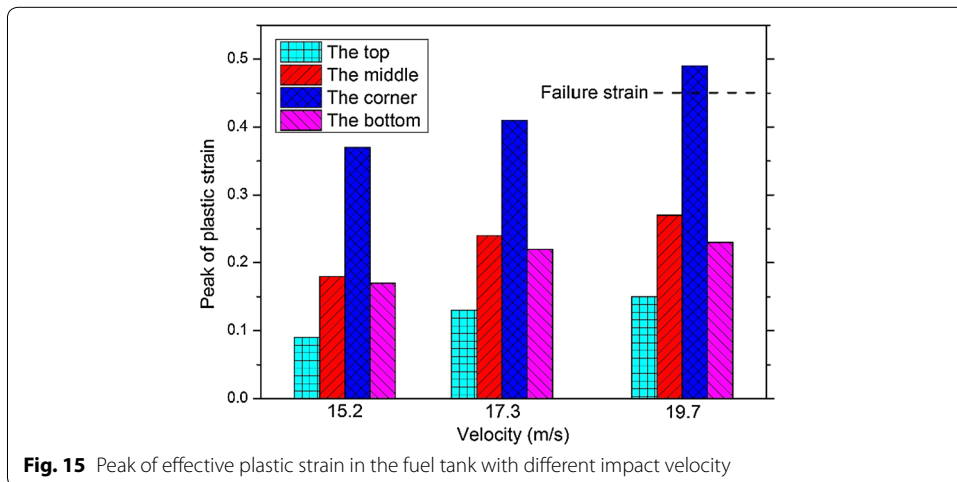 The top
The middle
The corner
The bottom
Failure strain
Peak of plastic strain
0.5
0.4
0.3
0.2
0.1
0.0
15.2 17.3 19.7
Velocity (m/s)
Fig. 15 Peak of effective plastic strain in the fuel tank with different impact velocity